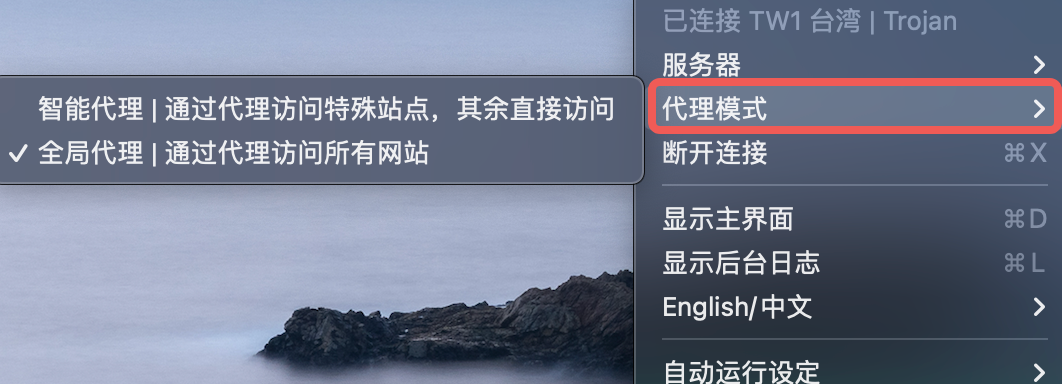 已连接 TW1 台湾 | Trojan
服务器
智能代理 | 通过代理访问特殊站点，其余直接访问
代理模式
✓ 全局代理 | 通过代理访问所有网站
断开连接 ⌘X
显示主界面 ⌘D
显示后台日志 ⌘L
English/中文
自动运行设定